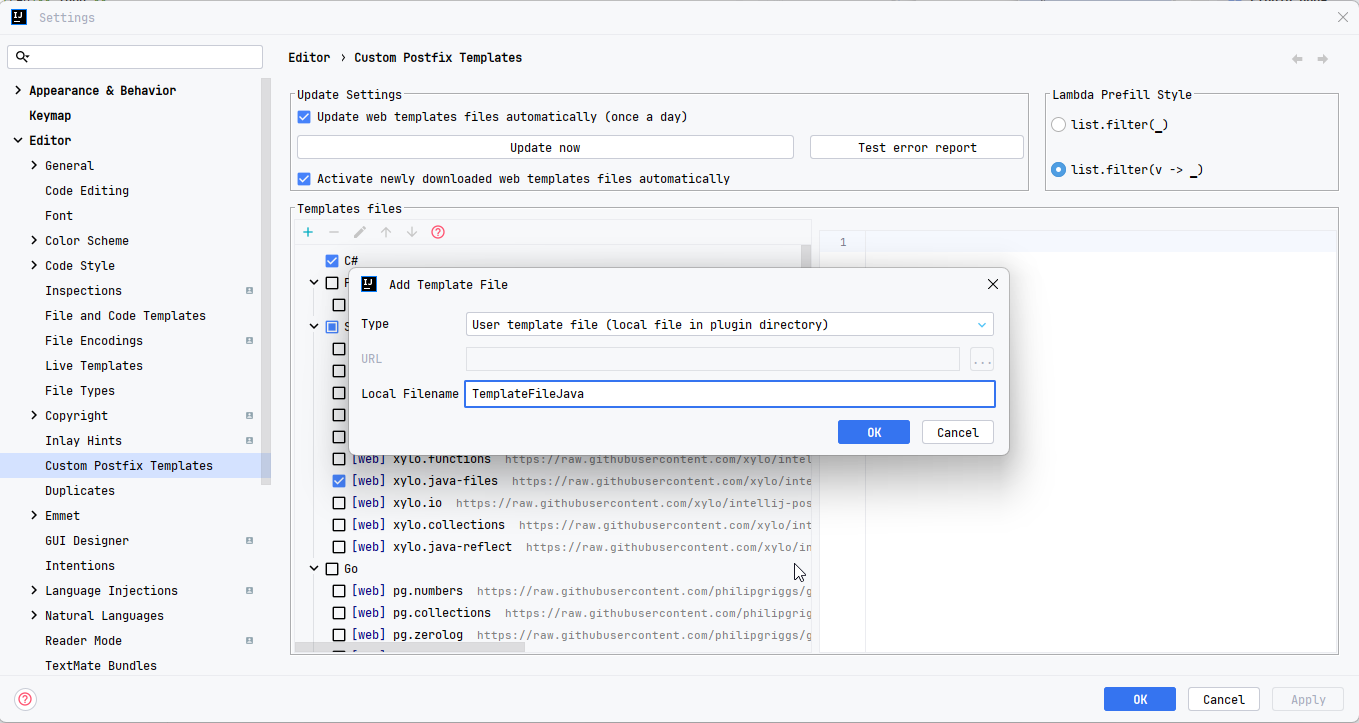 Settings
Editor › Custom Postfix Templates
Appearance & Behavior
Keymap
Editor
General
Code Editing
Font
Color Scheme
Code Style
Inspections
File and Code Templates
File Encodings
Live Templates
File Types
Copyright
Inlay Hints
Custom Postfix Templates
Duplicates
Emmet
GUI Designer
Intentions
Language Injections
Natural Languages
Reader Mode
TextMate Bundles
Update Settings
Update web templates files automatically (once a day)
Update now
Test error report
Activate newly downloaded web templates files automatically
Lambda Prefill Style
list.filter(_)
list.filter(v -> _)
Templates files
C#
1
Add Template File
Type
User template file (local file in plugin directory)
URL
...
Local Filename
TemplateFileJava
OK
Cancel
[web] xylo.functions https://raw.githubusercontent.com/xylo/intel
[web] xylo.java-files https://raw.githubusercontent.com/xylo/inte
[web] xylo.io https://raw.githubusercontent.com/xylo/intellij-pos
[web] xylo.collections https://raw.githubusercontent.com/xylo/int
[web] xylo.java-reflect https://raw.githubusercontent.com/xylo/in
Go
[web] pg.numbers https://raw.githubusercontent.com/philipgriggs/g
[web] pg.collections https://raw.githubusercontent.com/philipgrig
[web] pg.zerolog https://raw.githubusercontent.com/philipgriggs/g
OK
Cancel
Apply